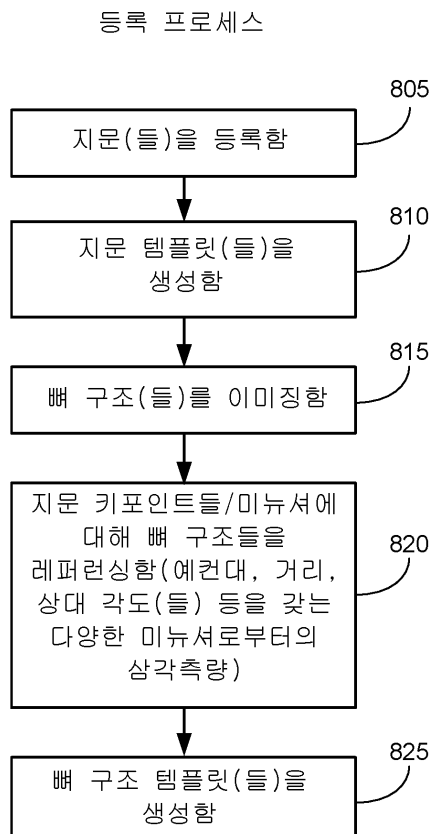 등록 프로세스
805
지문(들)을 등록함
810
지문 템플릿(들)을
생성함
815
뼈 구조(들)를 이미징함
820
지문 키포인트들/미뉴셔에
대해 뼈 구조들을
레퍼런싱함(예컨대, 거리,
상대 각도(들) 등을 갖는
다양한 미뉴셔로부터의
삼각측량)
825
뼈 구조 템플릿(들)을
생성함